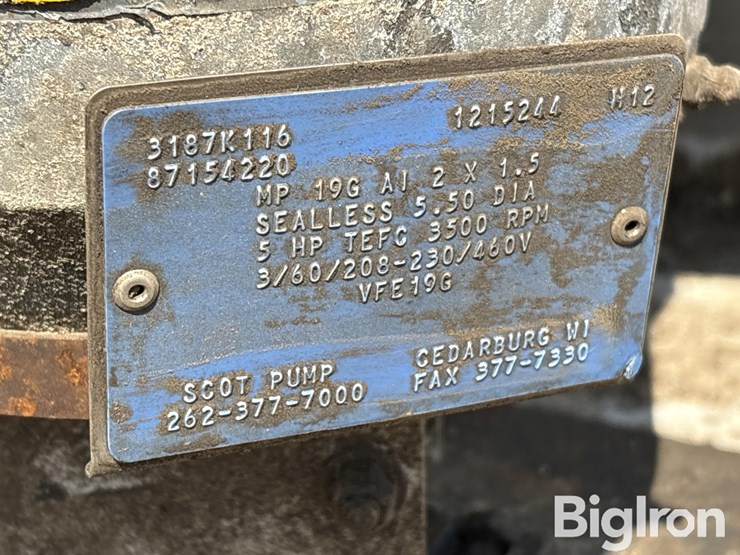 3187K116 1215244 H12
87154220
MP 19G AI 2 X 1.5
SEALLESS 5.50 DIA
5 HP TEFC 3500 RPM
3/60/208-230/460V
VFE19G
SCOT PUMP CEDARBURG WI
262-377-7000 FAX 377-7330
BigIron